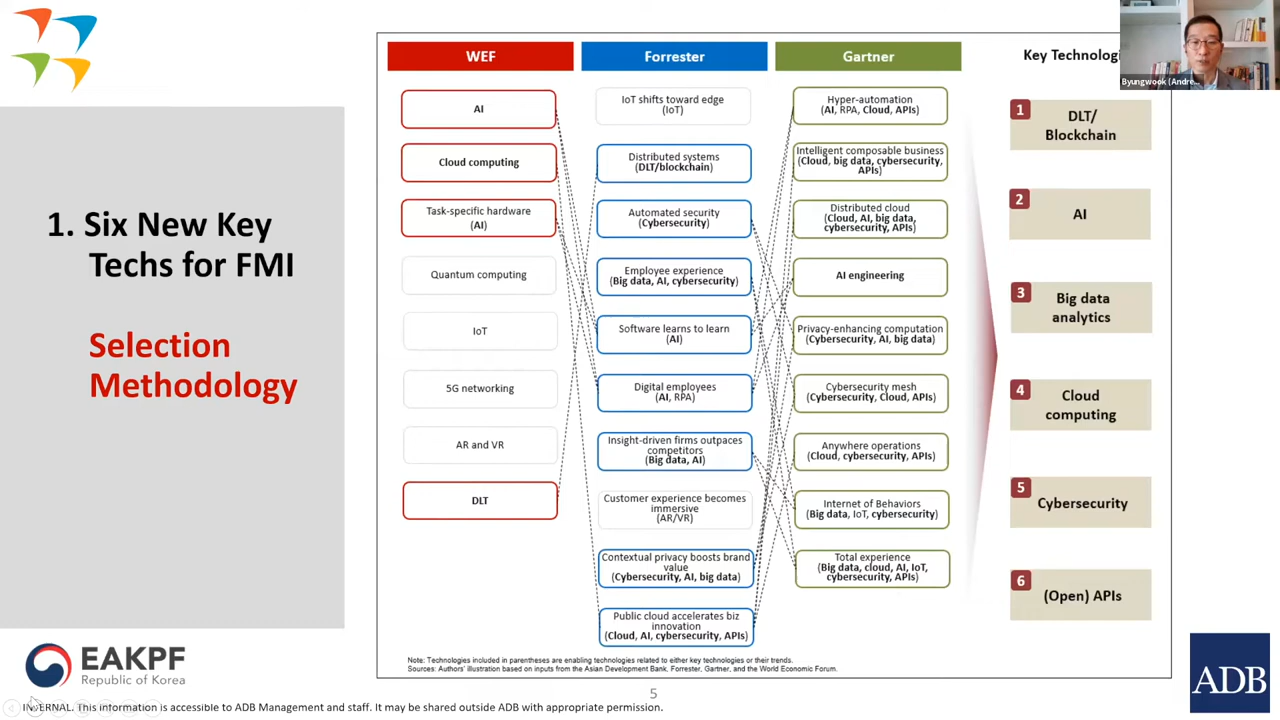 1. Six New Key
Techs for FMI
Selection
Methodology
WEF
AI
Cloud computing
Task-specific hardware
(AI)
Quantum computing
IoT
5G networking
AR and VR
DLT
Forrester
IoT shifts toward edge
(IoT)
Distributed systems
(DLT/blockchain)
Automated security
(Cybersecurity)
Employee experience
(Big data, AI, cybersecurity)
Software learns to learn
(AI)
Digital employees
(AI, RPA)
Insight-driven firms outpaces
competitors
(Big data, AI)
Customer experience becomes
immersive
(AR/VR)
Contextual privacy boosts brand
value
(Cybersecurity, AI, big data)
Public cloud accelerates biz
innovation
(Cloud, AI, cybersecurity, APIs)
Gartner
Hyper-automation
(AI, RPA, Cloud, APIs)
Intelligent composable business
(Cloud, big data, cybersecurity,
APIs)
Distributed cloud
(Cloud, AI, big data,
cybersecurity, APIs)
AI engineering
Privacy-enhancing computation
(Cybersecurity, AI, big data)
Cybersecurity mesh
(Cybersecurity, Cloud, APIs)
Anywhere operations
(Cloud, cybersecurity, APIs)
Internet of Behaviors
(Big data, IoT, cybersecurity)
Total experience
(Big data, cloud, AI, IoT,
cybersecurity, APIs)
Key Technologi
1
DLT/
Blockchain
2
AI
3
Big data
analytics
4
Cloud
computing
5
Cybersecurity
6
(Open) APIs
Byungwook (Andre...
Note: Technologies included in parentheses are enabling technologies related to either key technologies or their trends.
Sources: Authors' illustration based on inputs from the Asian Development Bank, Forrester, Gartner, and the World Economic Forum.
EAKPF
Republic of Korea
5
ADB
INTERNAL. This information is accessible to ADB Management and staff. It may be shared outside ADB with appropriate permission.